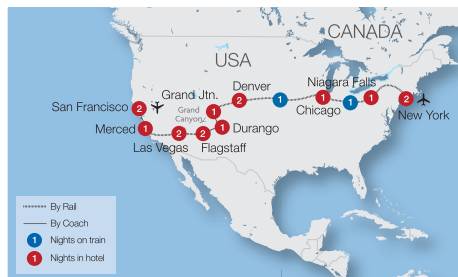 CANADA
USA
Niagara Falls
Denver
Grand Jtn.
San Francisco
2
1
2
1
1
1
1
2
Grand
Canyon
Chicago
New York
Merced
1
2
2
1
Durango
Las Vegas
Flagstaff
By Rail
By Coach
1 Nights on train
1 Nights in hotel